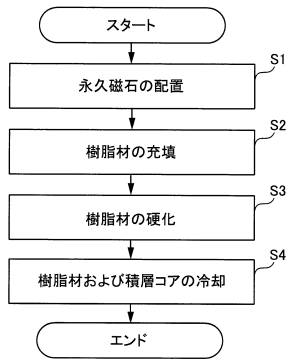 スタート
S1
永久磁石の配置
S2
樹脂材の充填
S3
樹脂材の硬化
S4
樹脂材および積層コアの冷却
エンド